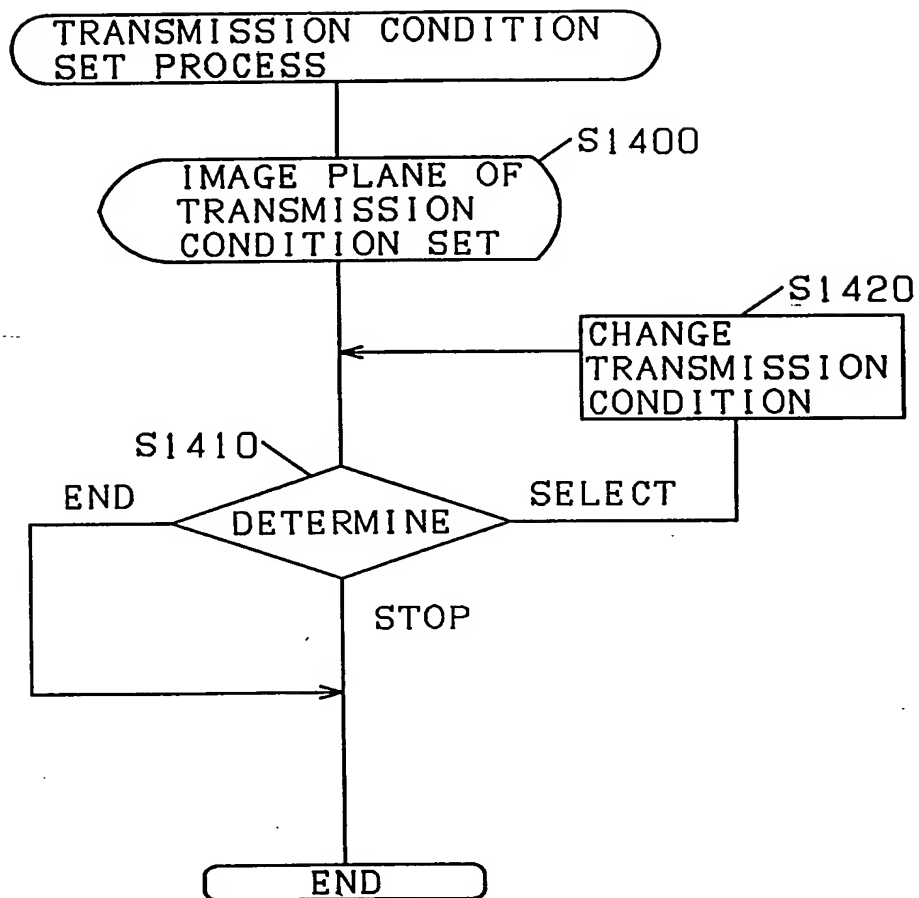 TRANSMISSION CONDITION
SET PROCESS
S1400
IMAGE PLANE OF
TRANSMISSION
CONDITION SET
S1420
CHANGE
TRANSMISSION
CONDITION
S1410
END
SELECT
DETERMINE
STOP
END